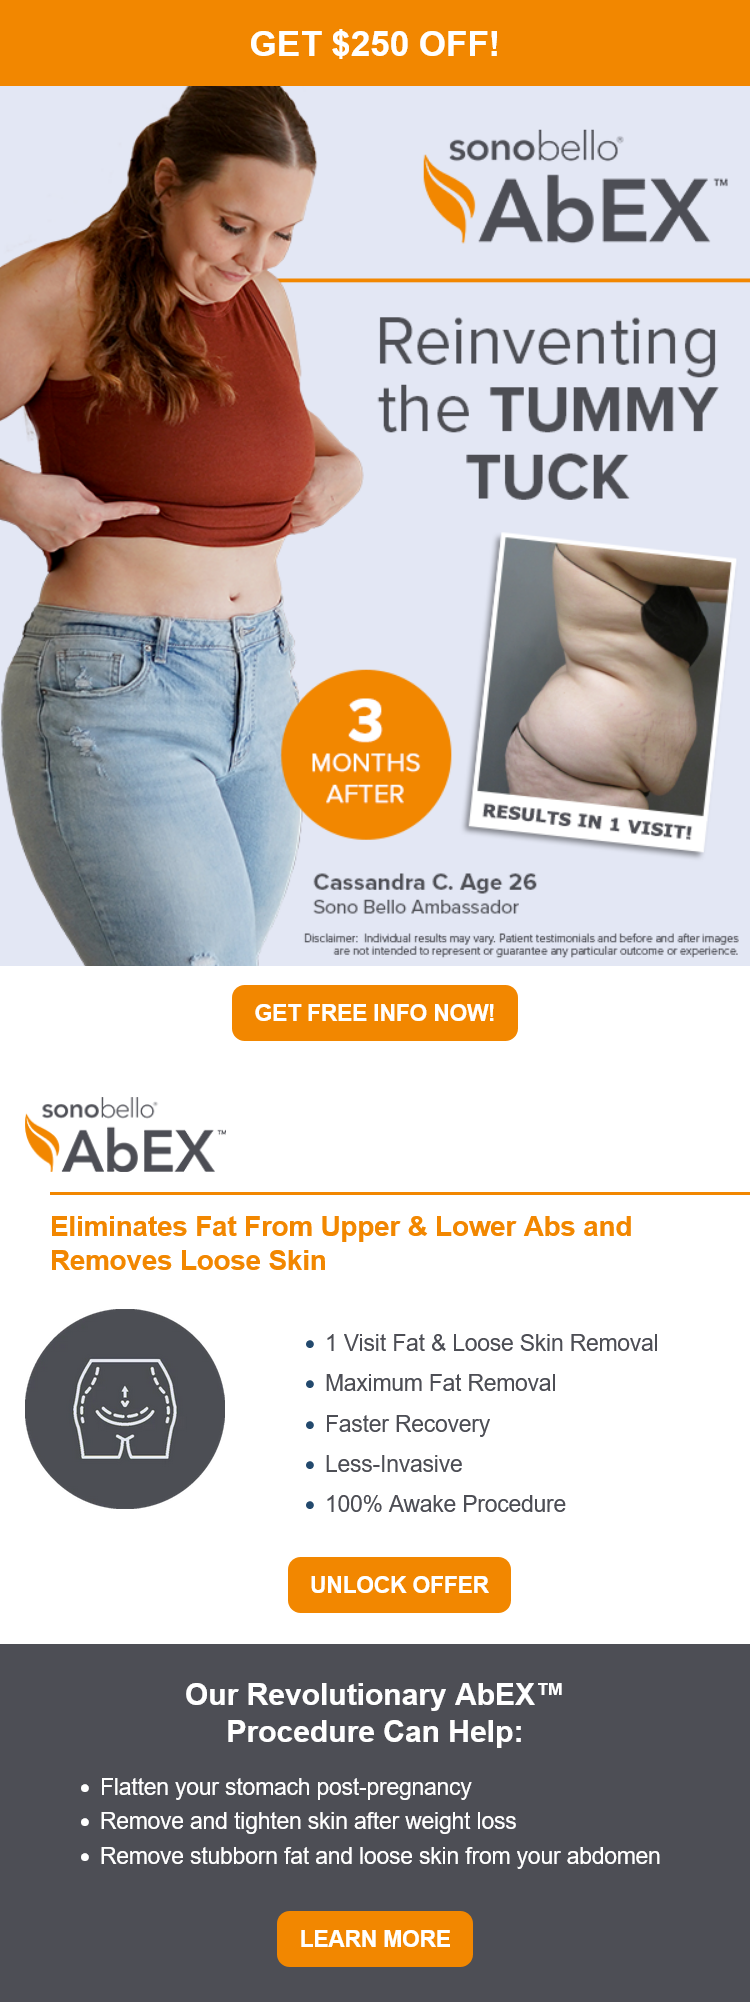 GET $250 OFF!
sonobello®
AbEX™
Reinventing
the TUMMY
TUCK
3
MONTHS
AFTER
RESULTS IN 1 VISIT!
Cassandra C. Age 26
Sono Bello Ambassador
Disclaimer: Individual results may vary. Patient testimonials and before and after images
are not intended to represent or guarantee any particular outcome or experience.
GET FREE INFO NOW!
sonobello®
AbEX™
Eliminates Fat From Upper & Lower Abs and
Removes Loose Skin
• 1 Visit Fat & Loose Skin Removal
• Maximum Fat Removal
• Faster Recovery
• Less-Invasive
• 100% Awake Procedure
UNLOCK OFFER
Our Revolutionary AbEX™
Procedure Can Help:
• Flatten your stomach post-pregnancy
• Remove and tighten skin after weight loss
• Remove stubborn fat and loose skin from your abdomen
LEARN MORE